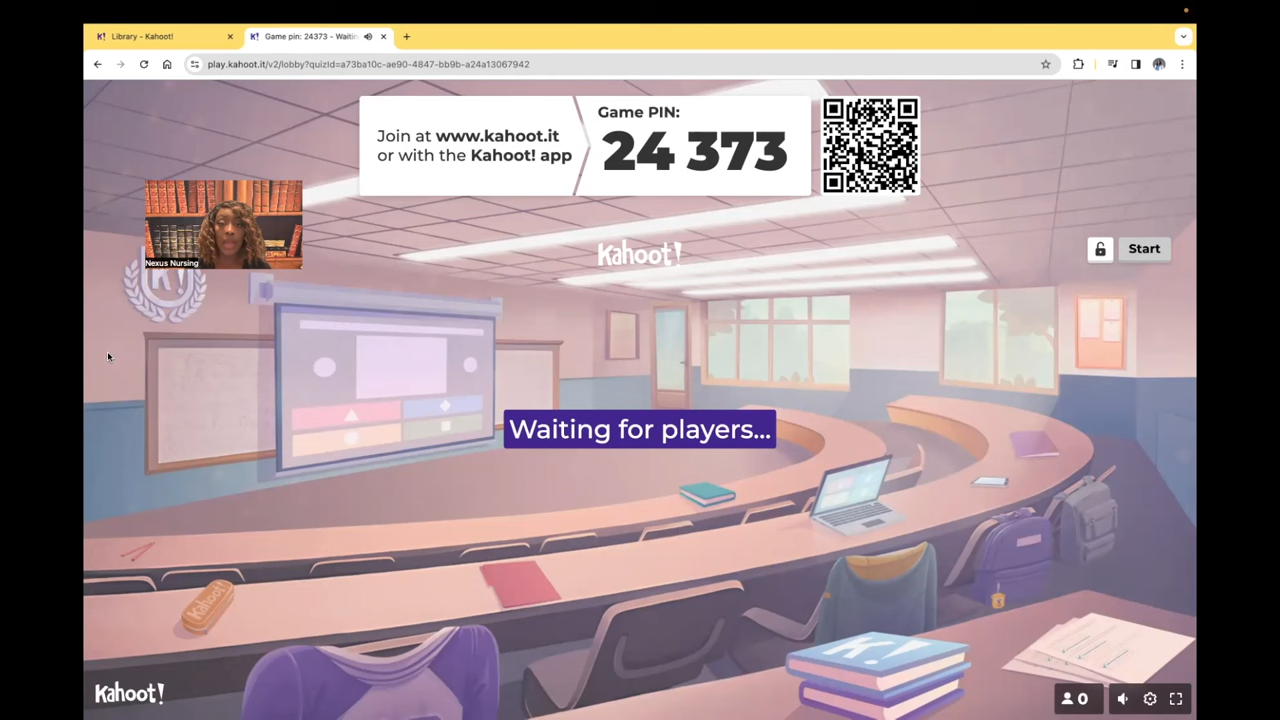 Library - Kahoot!
Game pin: 24373 - Waitin
play.kahoot.it/v2/lobby?quizId=a73ba10c-ae90-4847-bb9b-a24a13067942
Join at www.kahoot.it
or with the Kahoot! app
Game PIN:
24 373
Nexus Nursing
K!
Kahoot!
Start
Waiting for players...
Kahoot!
K!
Kahoot!
0